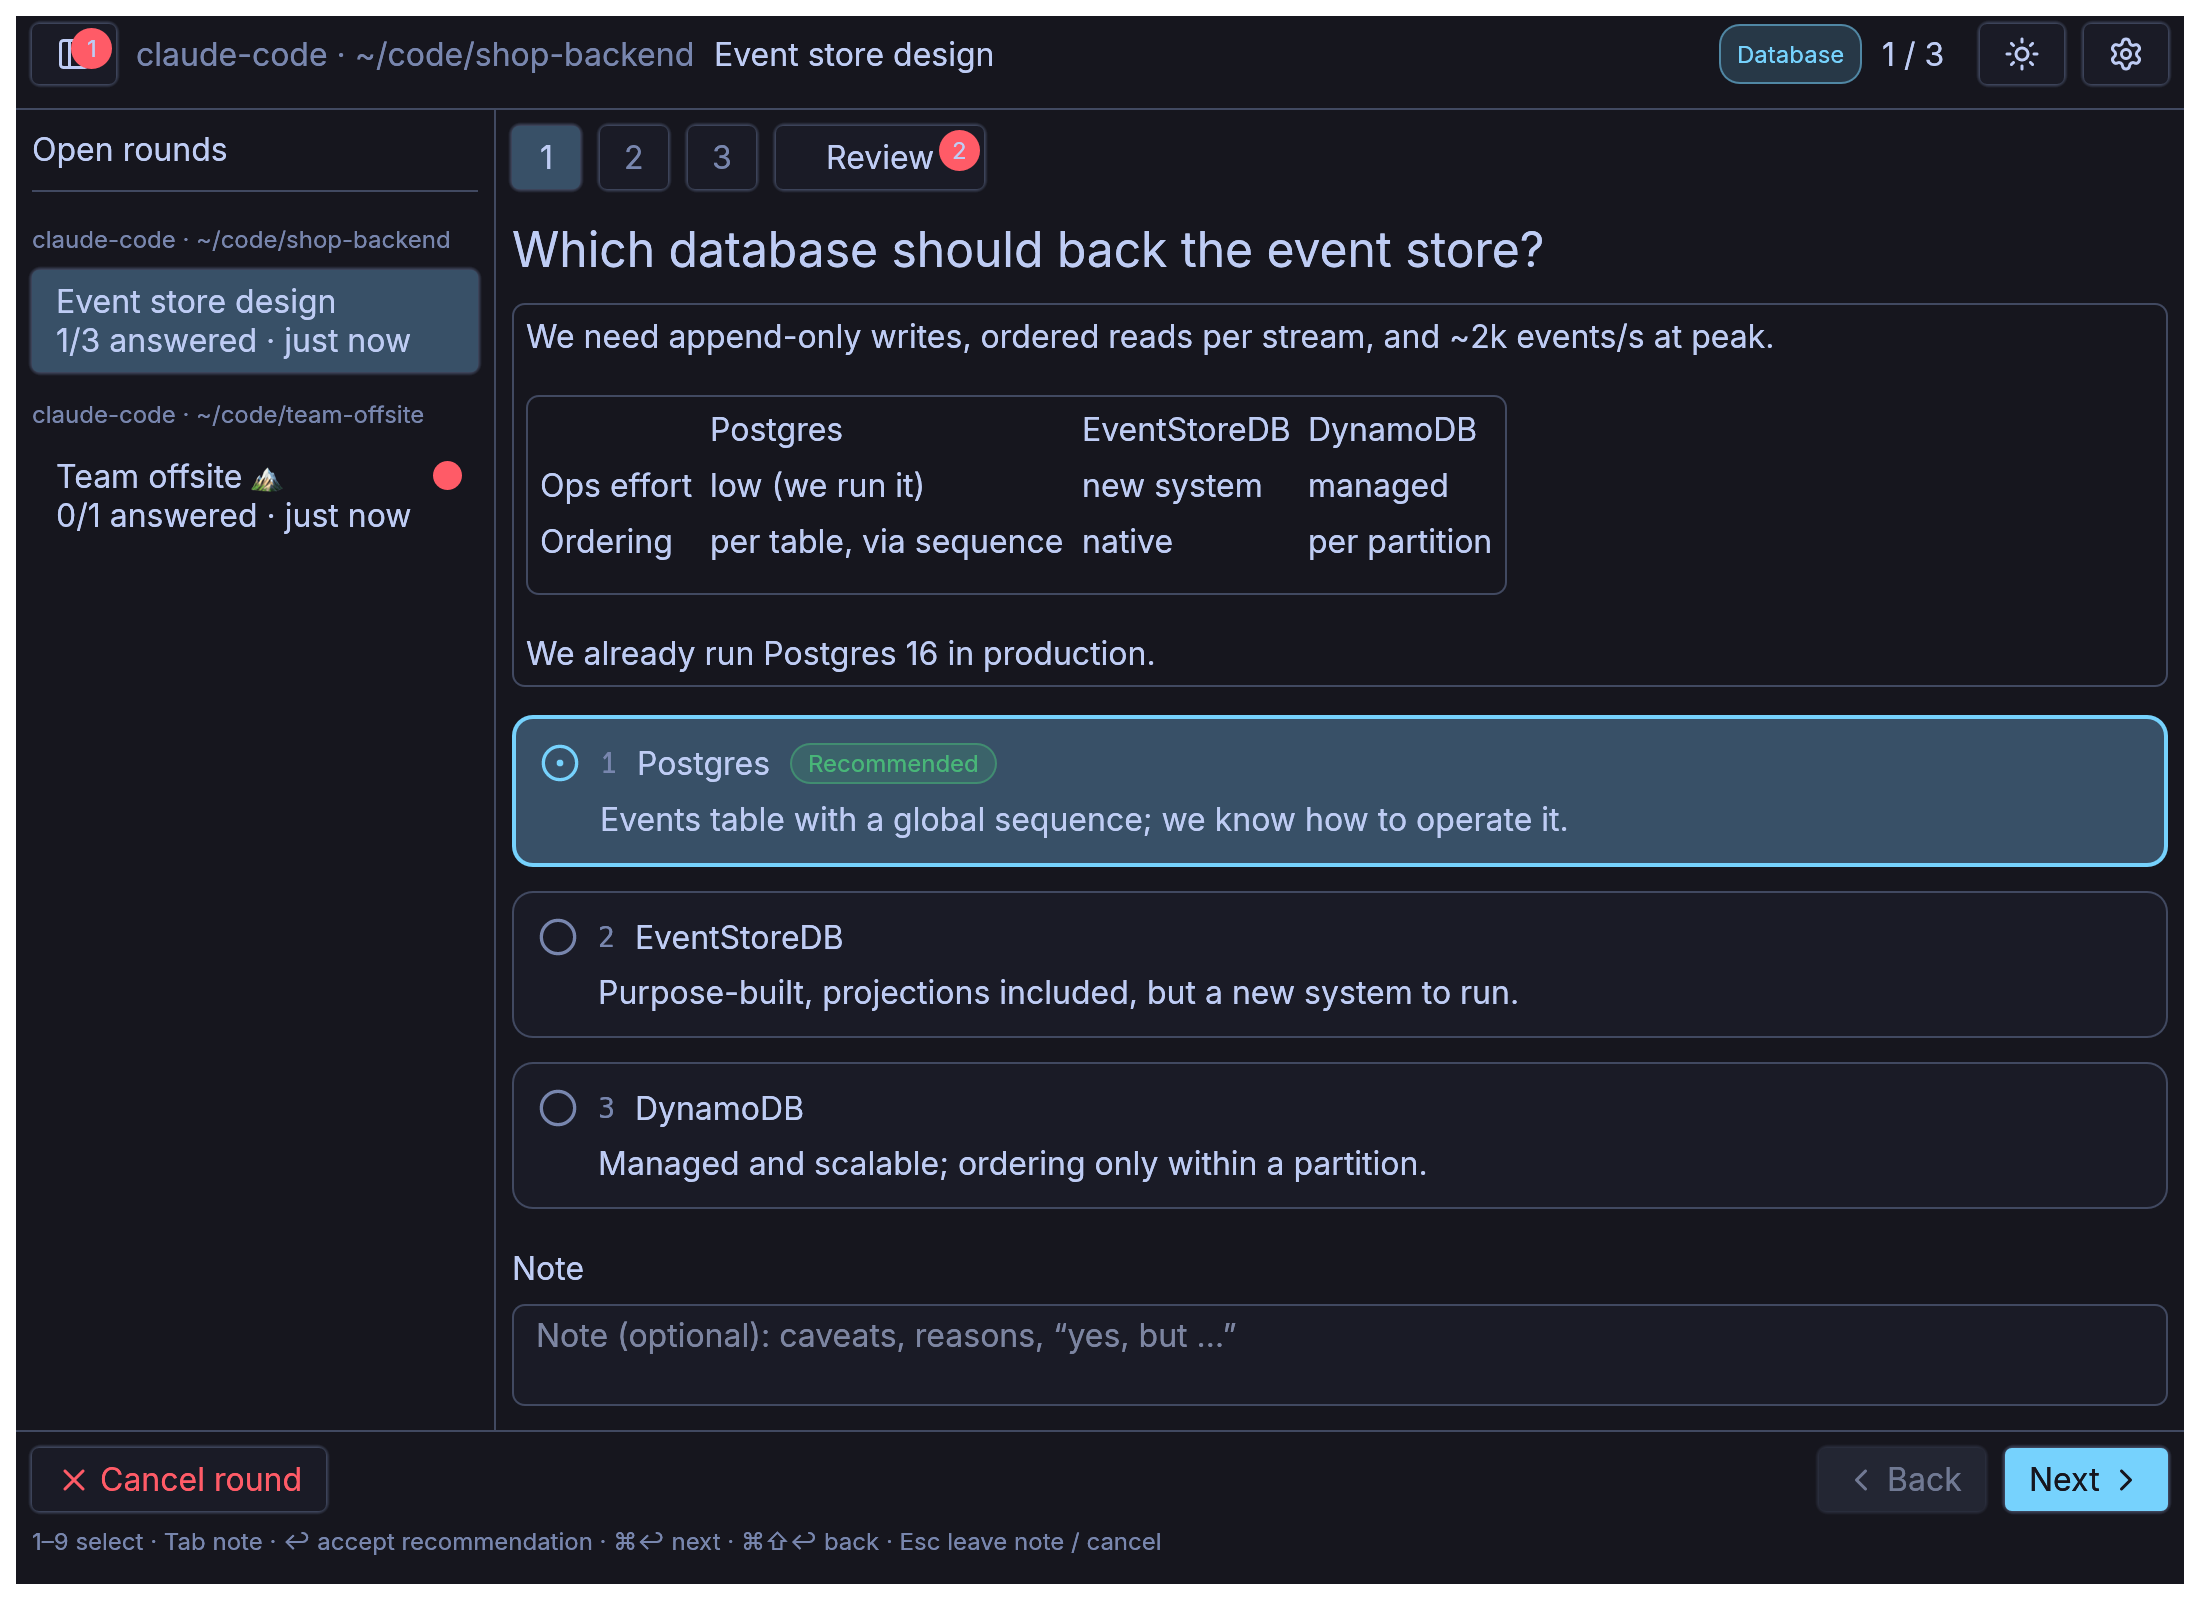 1
claude-code · ~/code/shop-backend Event store design
Database
1 / 3
Open rounds
claude-code · ~/code/shop-backend
Event store design
1/3 answered · just now
claude-code · ~/code/team-offsite
Team offsite 🏔️
0/1 answered · just now
1 2 3 Review 2
Which database should back the event store?
We need append-only writes, ordered reads per stream, and ~2k events/s at peak.
Postgres EventStoreDB DynamoDB
Ops effort low (we run it) new system managed
Ordering per table, via sequence native per partition
We already run Postgres 16 in production.
1 Postgres Recommended
Events table with a global sequence; we know how to operate it.
2 EventStoreDB
Purpose-built, projections included, but a new system to run.
3 DynamoDB
Managed and scalable; ordering only within a partition.
Note
Note (optional): caveats, reasons, “yes, but …”
Cancel round
Back
Next
1–9 select · Tab note · ↩ accept recommendation · ⌘↩ next · ⌘⇧↩ back · Esc leave note / cancel